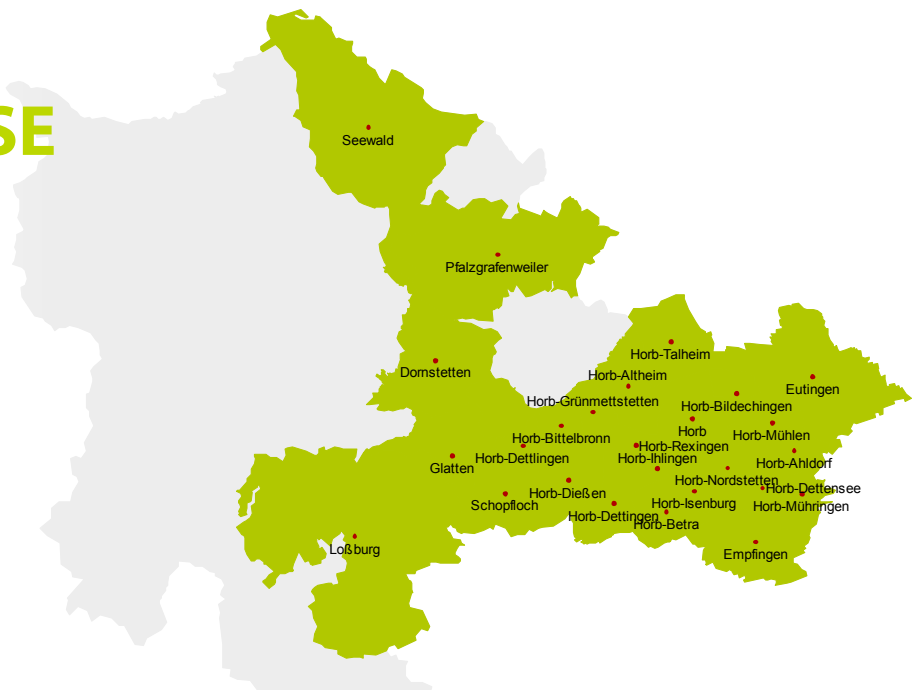 SE
Seewald
Pfalzgrafenweiler
Horb-Talheim
Dornstetten
Horb-Altheim
Eutingen
Horb-Grünmettstetten
Horb-Bildechingen
Horb
Horb-Mühlen
Horb-Bittelbronn
Horb-Rexingen
Horb-Dettlingen
Horb-Ihlingen
Horb-Ahldorf
Glatten
Horb-Nordstetten
Horb-Dettensee
Horb-Dießen
Schopfloch
Horb-Isenburg
Horb-Mühringen
Horb-Dettingen
Horb-Betra
Loßburg
Empfingen